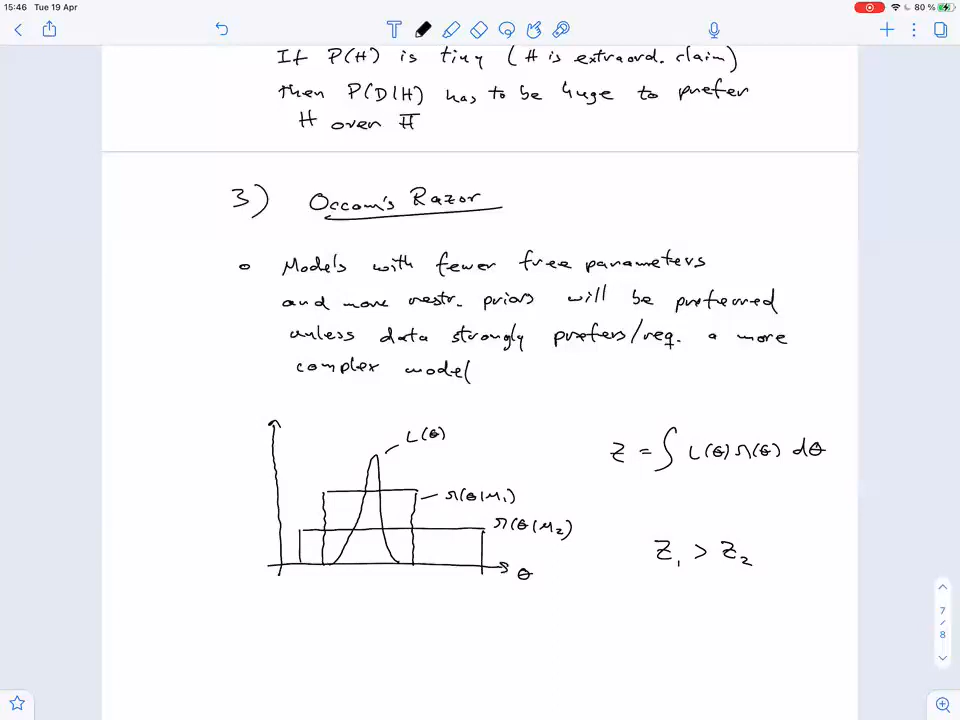 15:46 Tue 19 Apr
80 %
If P(H) is tiny (H is extraord. claim)
then P(D|H) has to be huge to prefer
H over H̅
3) Occam's Razor
Models with fewer free parameters
and more restr. priors will be preferred
unless data strongly prefers/req. a more
complex model
L(θ)
Z = ∫ L(θ) π(θ) dθ
π(θ|M₁)
π(θ|M₂)
Z₁ > Z₂
θ
7
/
8